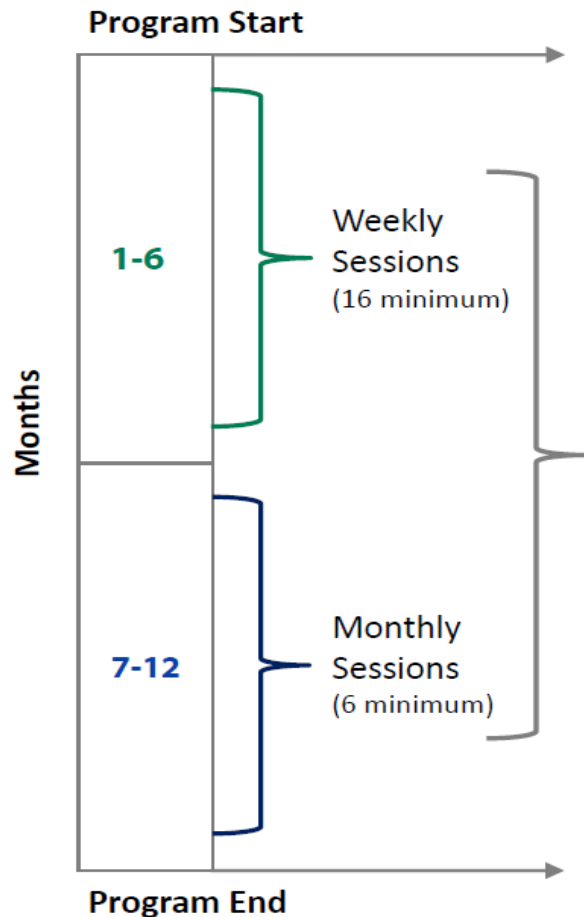 Program Start
Months
1-6
Weekly
Sessions
(16 minimum)
7-12
Monthly
Sessions
(6 minimum)
Program End